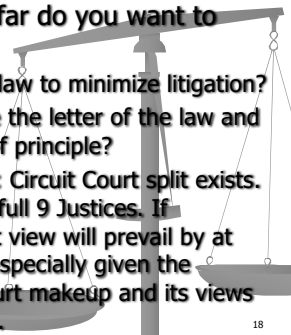 far do you want to
law to minimize litigation?
the letter of the law and
f principle?
Circuit Court split exists.
full 9 Justices. If
view will prevail by at
specially given the
urt makeup and its views
18